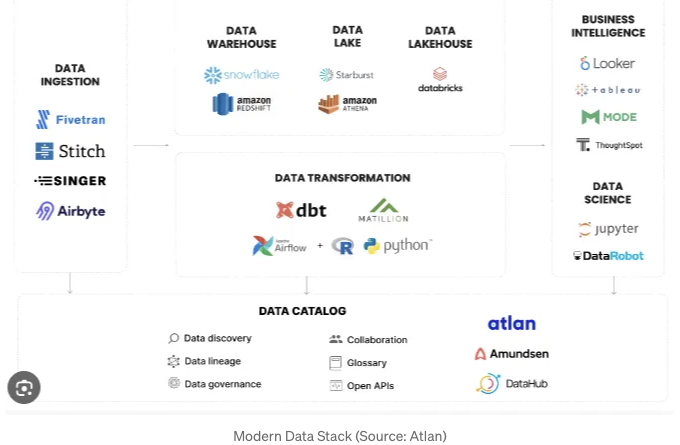 DATA
INGESTION
Fivetran
Stitch
SINGER
Airbyte
DATA
WAREHOUSE
snowflake
amazon
REDSHIFT
DATA
LAKE
Starburst
amazon
ATHENA
DATA
LAKEHOUSE
databricks
DATA TRANSFORMATION
dbt
MATILLION
Airflow + R python
BUSINESS
INTELLIGENCE
Looker
+ a b l e a u
MODE
T. ThoughtSpot
DATA
SCIENCE
jupyter
DataRobot
DATA CATALOG
Data discovery
Data lineage
Data governance
Collaboration
Glossary
Open APIs
atlan
Amundsen
DataHub
Modern Data Stack (Source: Atlan)